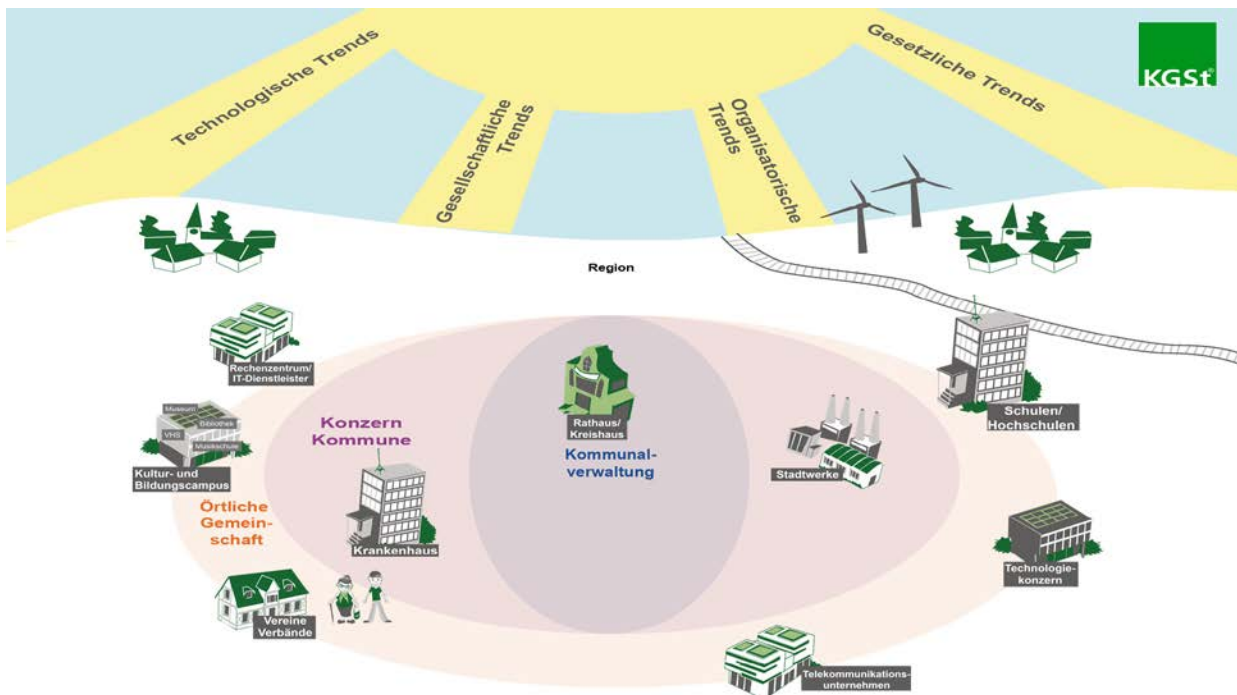 Technologische Trends
Gesellschaftliche
Trends
Organisatorische
Trends
Gesetzliche Trends
KGSt®
Region
Rechenzentrum/
IT-Dienstleister
Museum
Bibliothek
VHS
Musikschule
Kultur- und
Bildungscampus
Konzern
Kommune
Rathaus/
Kreishaus
Kommunal-
verwaltung
Stadtwerke
Schulen/
Hochschulen
Örtliche
Gemein-
schaft
Krankenhaus
Technologie-
konzern
Vereine
Verbände
Telekommunikations-
unternehmen